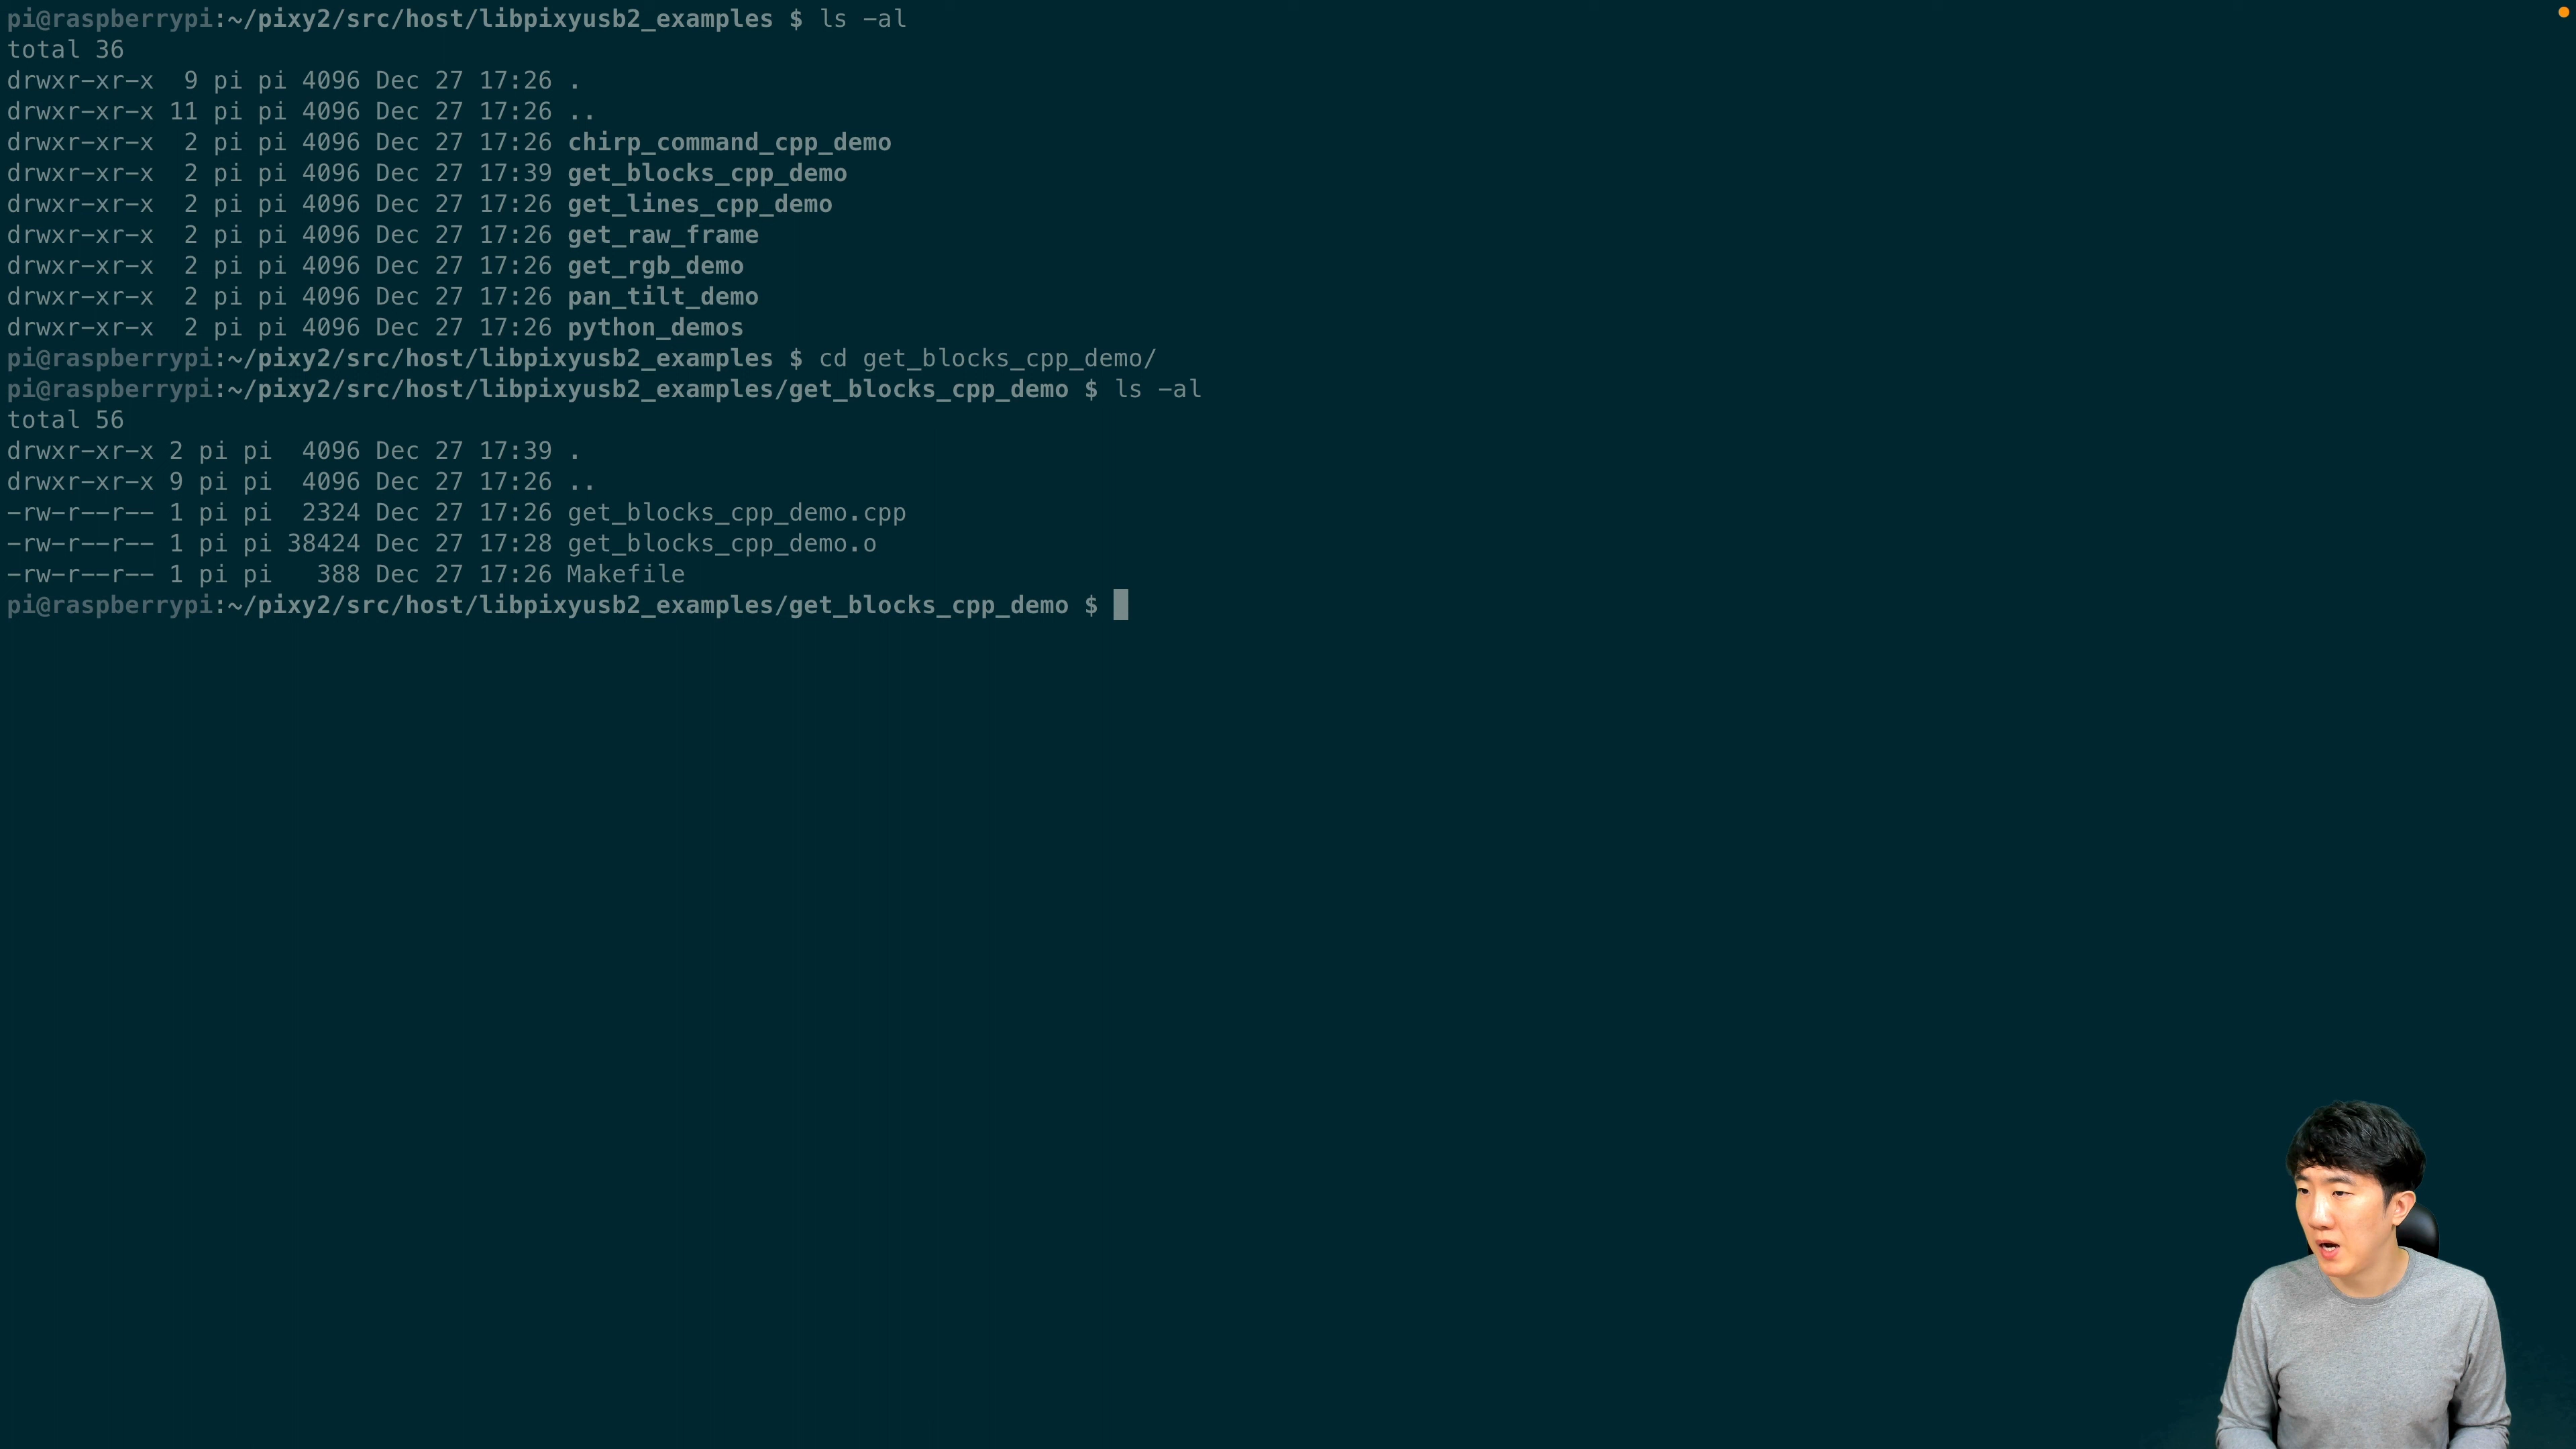 pi@raspberrypi:~/pixy2/src/host/libpixyusb2_examples $ ls -al
total 36
drwxr-xr-x  9 pi pi 4096 Dec 27 17:26 .
drwxr-xr-x 11 pi pi 4096 Dec 27 17:26 ..
drwxr-xr-x  2 pi pi 4096 Dec 27 17:26 chirp_command_cpp_demo
drwxr-xr-x  2 pi pi 4096 Dec 27 17:39 get_blocks_cpp_demo
drwxr-xr-x  2 pi pi 4096 Dec 27 17:26 get_lines_cpp_demo
drwxr-xr-x  2 pi pi 4096 Dec 27 17:26 get_raw_frame
drwxr-xr-x  2 pi pi 4096 Dec 27 17:26 get_rgb_demo
drwxr-xr-x  2 pi pi 4096 Dec 27 17:26 pan_tilt_demo
drwxr-xr-x  2 pi pi 4096 Dec 27 17:26 python_demos
pi@raspberrypi:~/pixy2/src/host/libpixyusb2_examples $ cd get_blocks_cpp_demo/
pi@raspberrypi:~/pixy2/src/host/libpixyusb2_examples/get_blocks_cpp_demo $ ls -al
total 56
drwxr-xr-x 2 pi pi  4096 Dec 27 17:39 .
drwxr-xr-x 9 pi pi  4096 Dec 27 17:26 ..
-rw-r--r-- 1 pi pi  2324 Dec 27 17:26 get_blocks_cpp_demo.cpp
-rw-r--r-- 1 pi pi 38424 Dec 27 17:28 get_blocks_cpp_demo.o
-rw-r--r-- 1 pi pi   388 Dec 27 17:26 Makefile
pi@raspberrypi:~/pixy2/src/host/libpixyusb2_examples/get_blocks_cpp_demo $